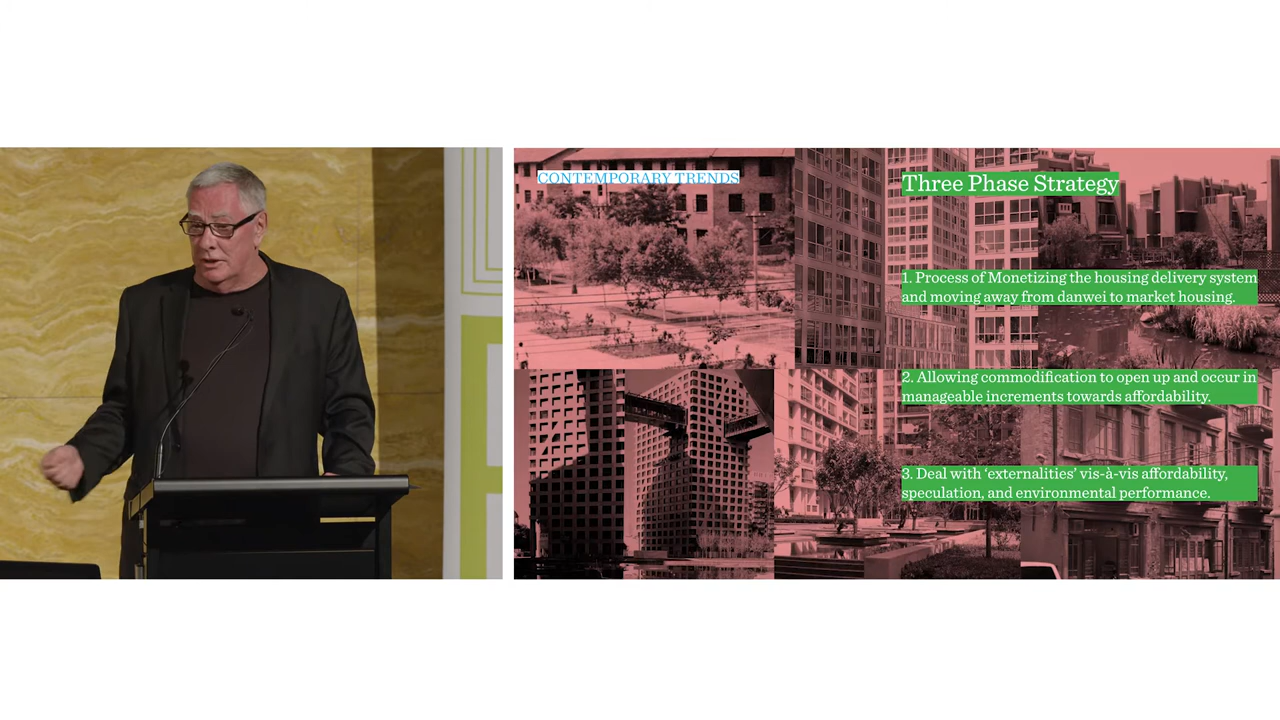 CONTEMPORARY TRENDS
Three Phase Strategy
1. Process of Monetizing the housing delivery system
and moving away from danwei to market housing.
2. Allowing commodification to open up and occur in
manageable increments towards affordability.
3. Deal with ‘externalities’ vis-à-vis affordability,
speculation, and environmental performance.